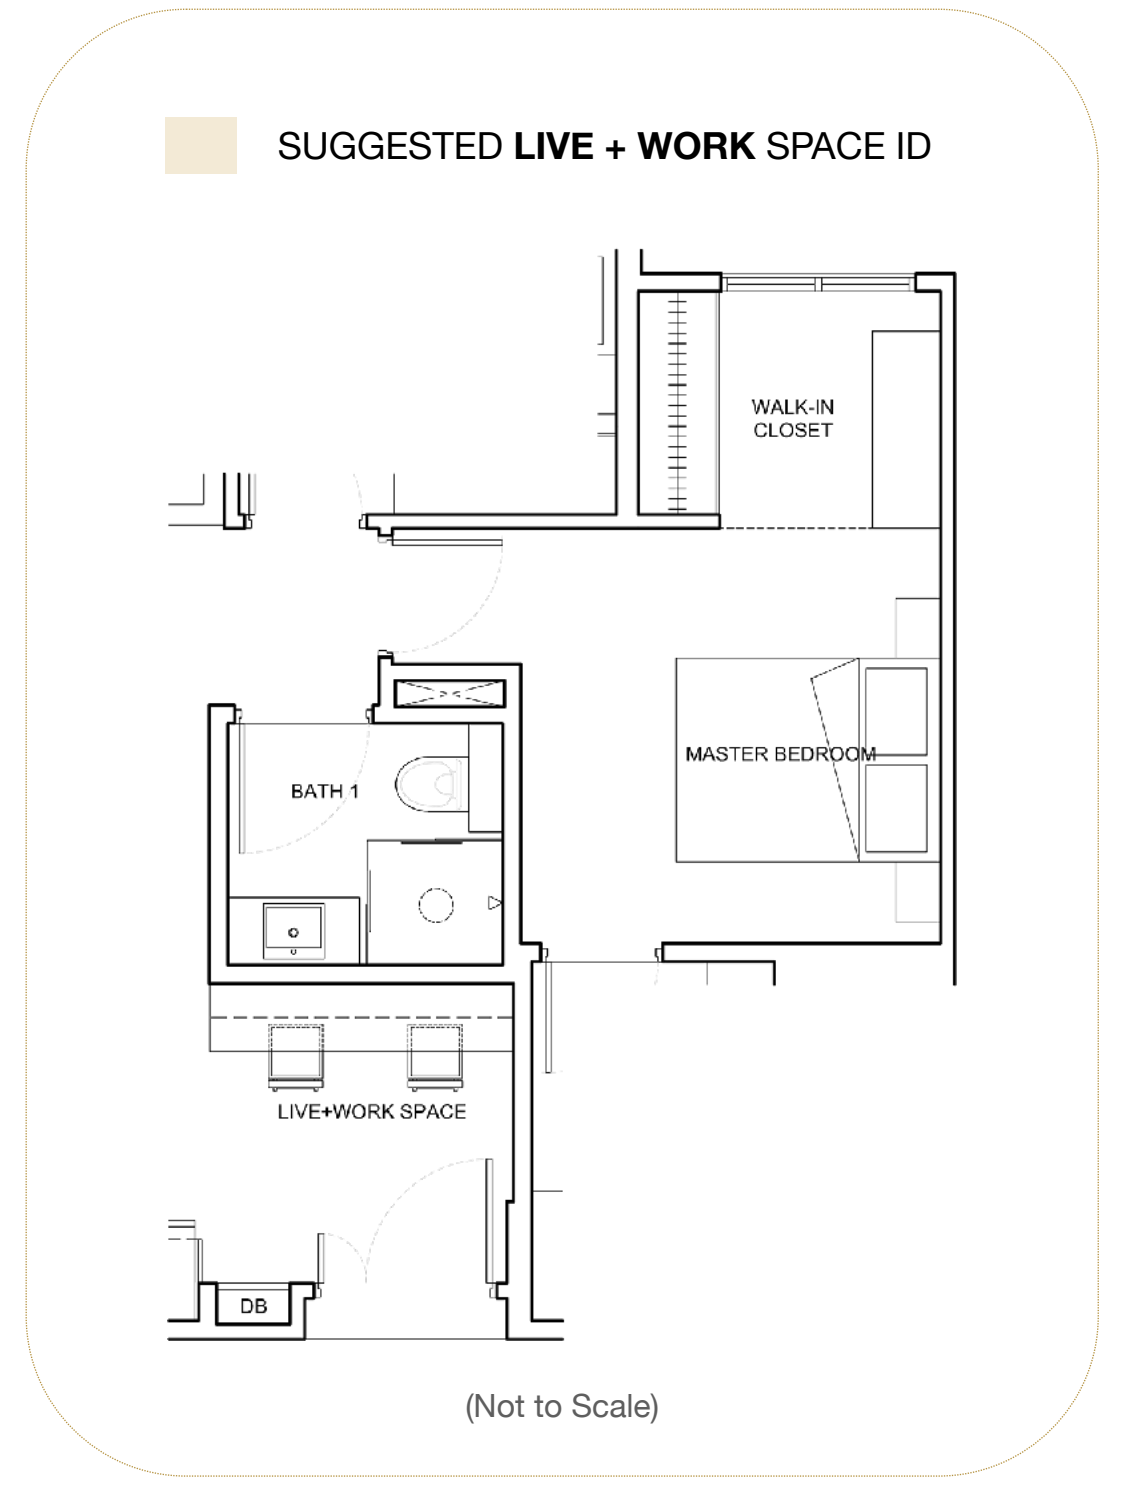 SUGGESTED LIVE + WORK SPACE ID
WALK-IN
CLOSET
MASTER BEDROOM
BATH 1
LIVE+WORK SPACE
DB
(Not to Scale)